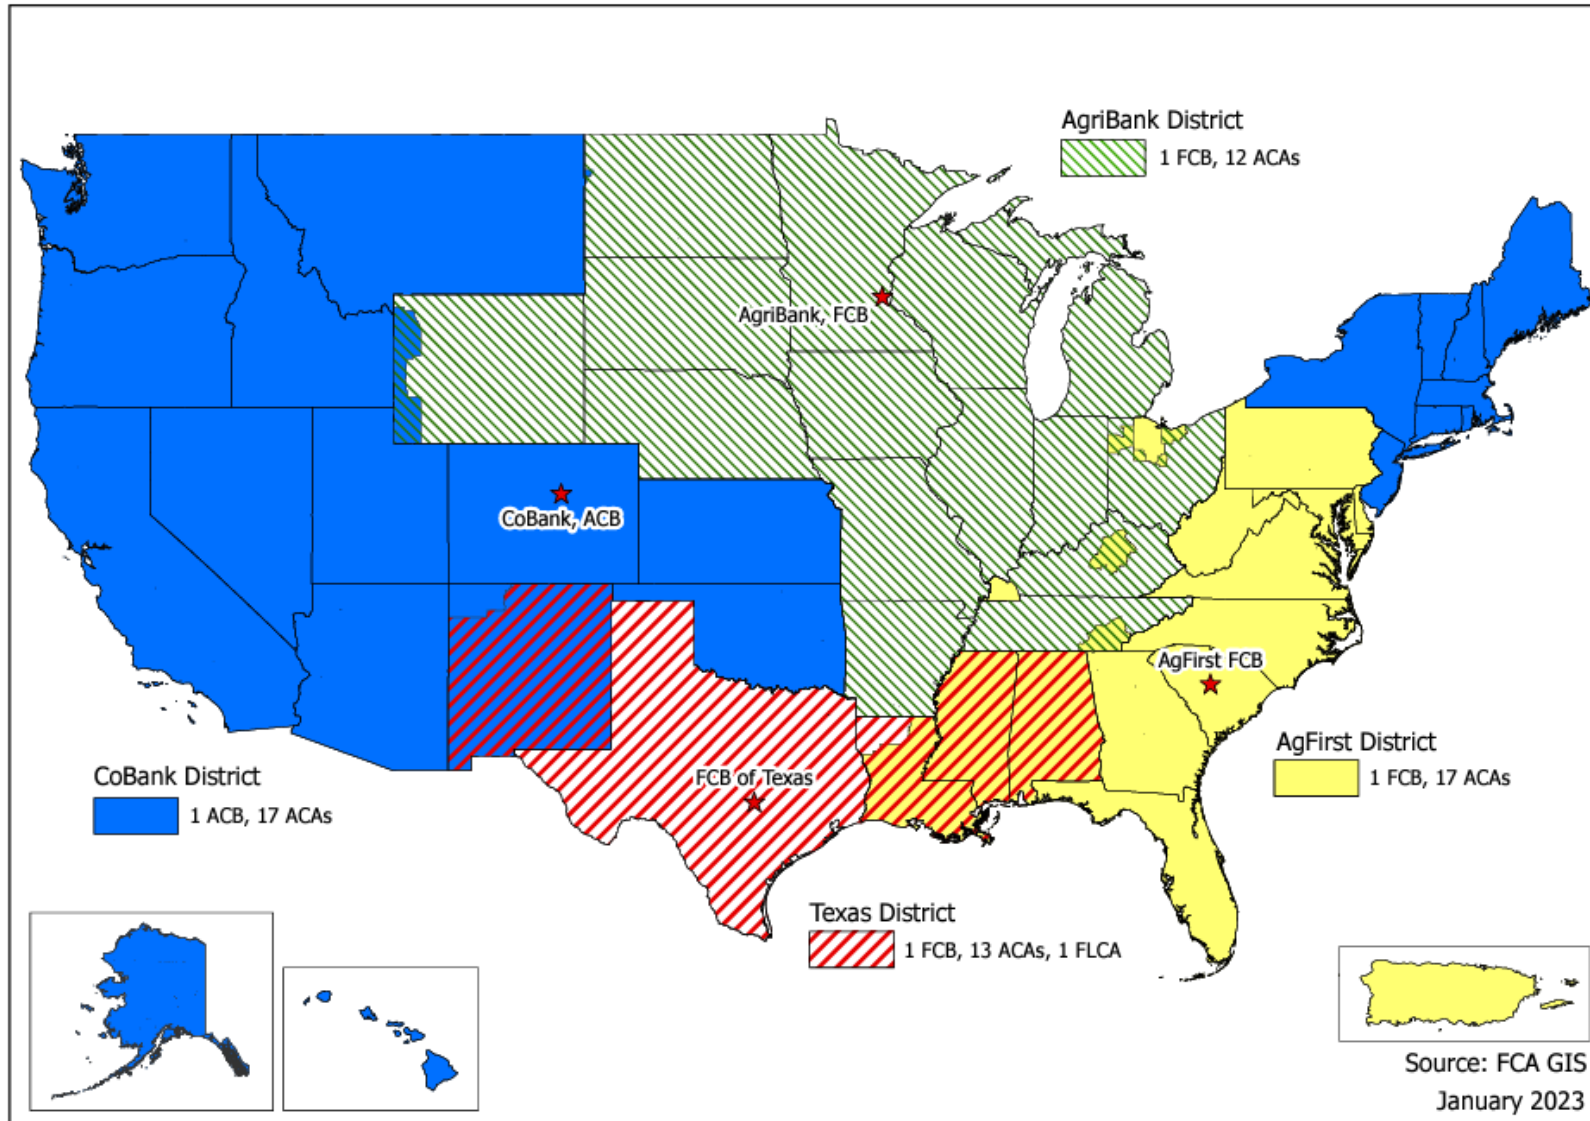 AgriBank District
1 FCB, 12 ACAs
AgriBank, FCB
CoBank, ACB
AgFirst FCB
AgFirst District
1 FCB, 17 ACAs
CoBank District
1 ACB, 17 ACAs
FCB of Texas
Texas District
1 FCB, 13 ACAs, 1 FLCA
Source: FCA GIS
January 2023